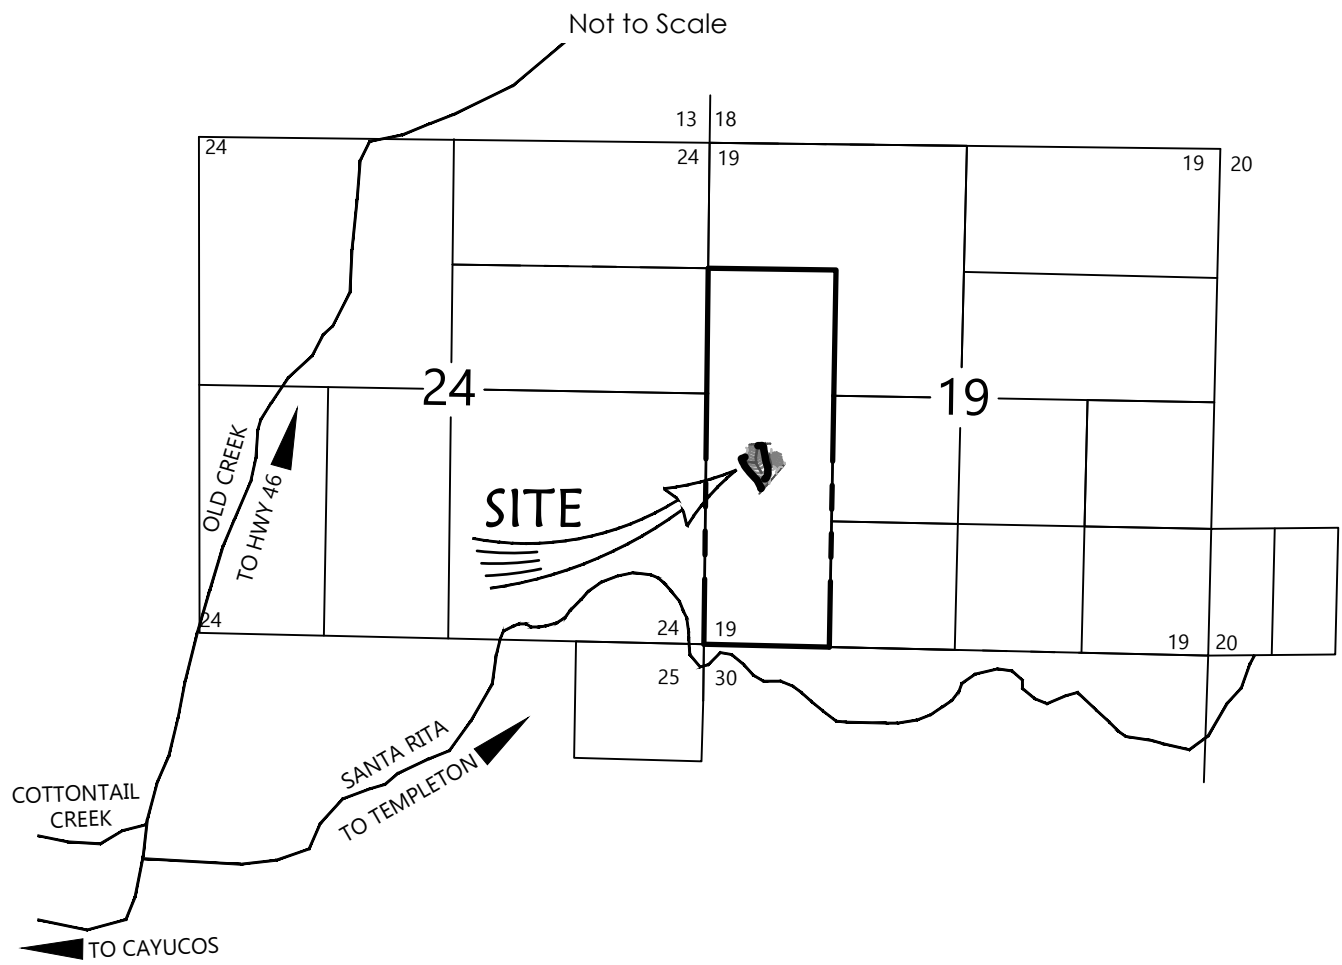 Not to Scale
13 18
24
24 19
19 20
24
19
OLD CREEK
TO HWY 46
SITE
24
24 19
19 20
25 30
SANTA RITA
TO TEMPLETON
COTTONTAIL
CREEK
TO CAYUCOS